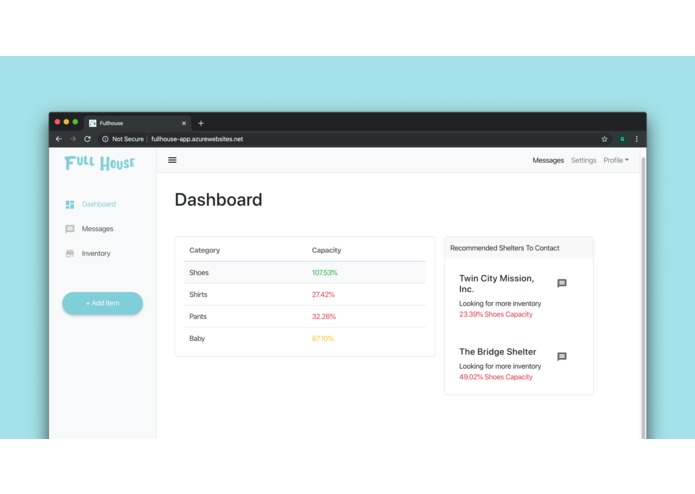 Fullhouse
Not Secure | fullhouse-app.azurewebsites.net
G
FULL HOUSE
Messages Settings Profile
Dashboard
Messages
Inventory
+ Add Item
Dashboard
Category Capacity
Shoes 107.53%
Shirts 27.42%
Pants 32.26%
Baby 87.10%
Recommended Shelters To Contact
Twin City Mission,
Inc.
Looking for more inventory
23.39% Shoes Capacity
The Bridge Shelter
Looking for more inventory
49.02% Shoes Capacity